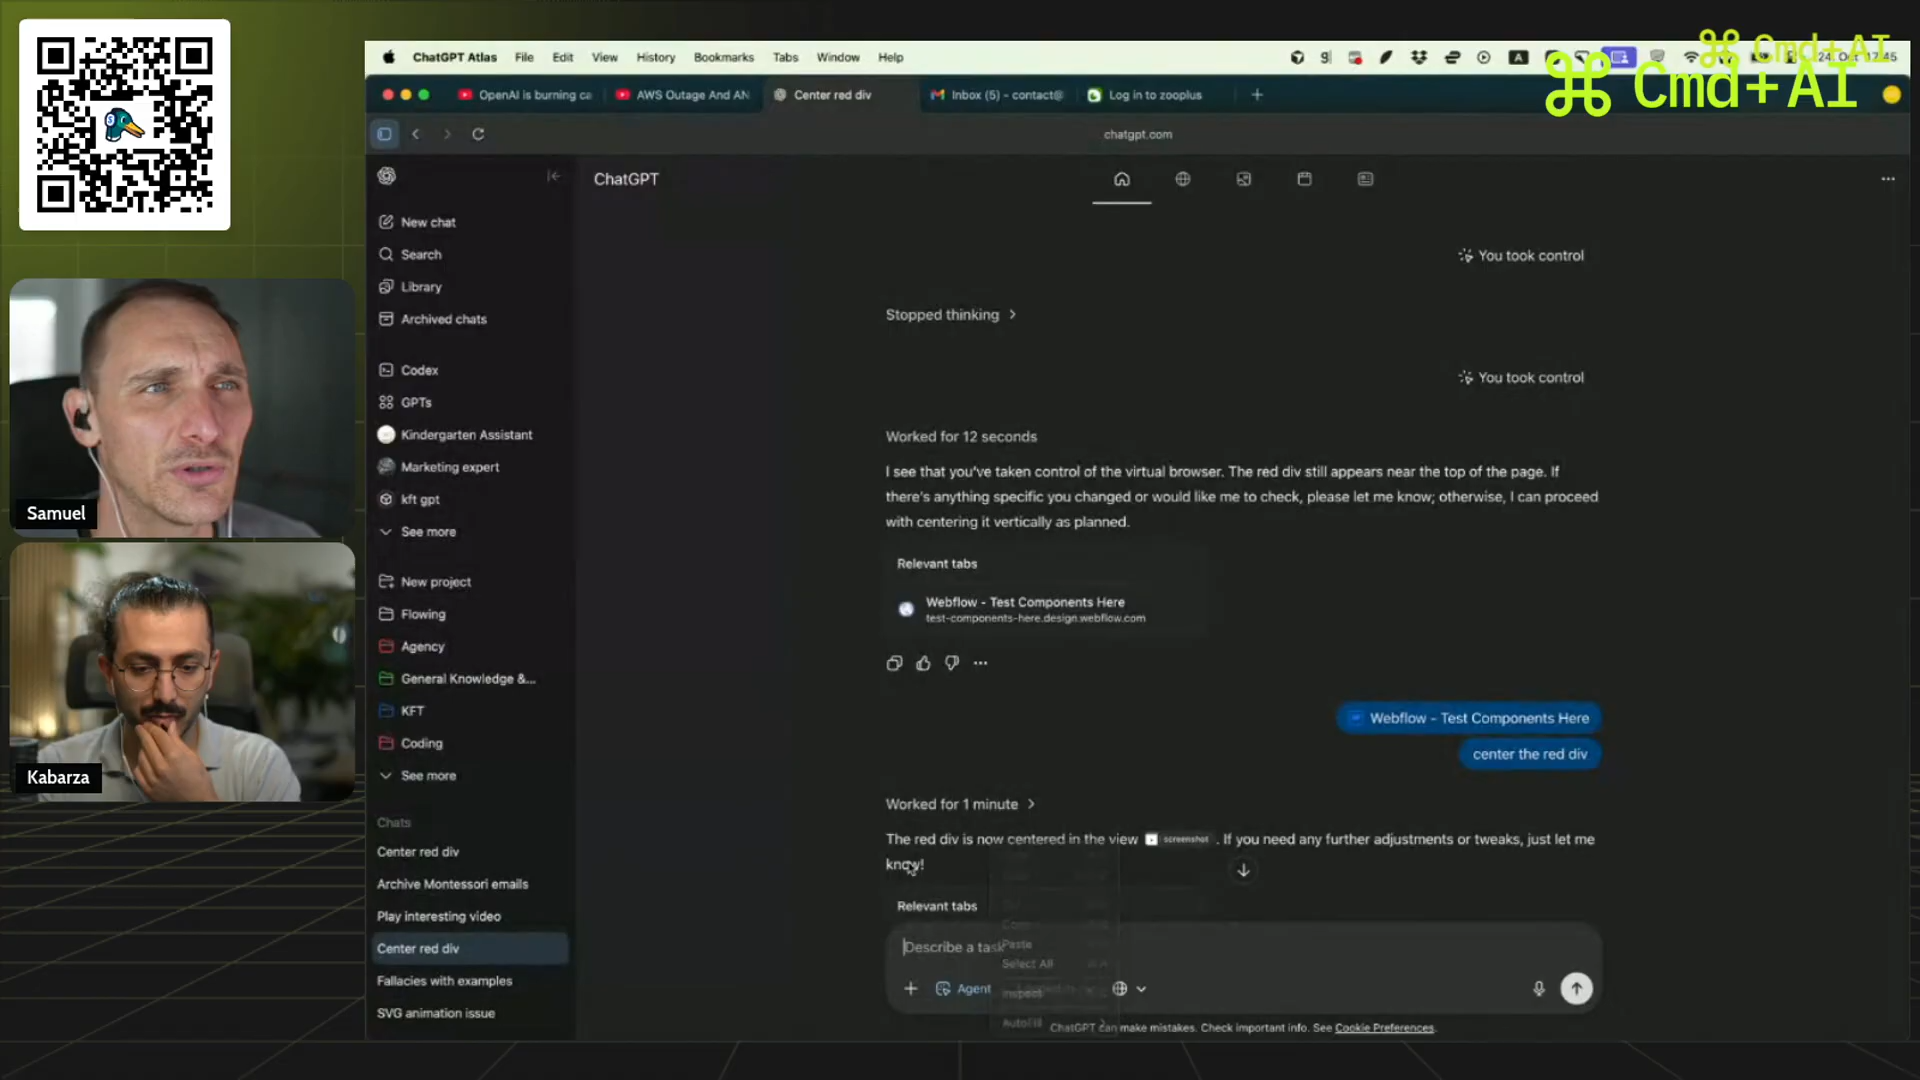 ChatGPT Atlas File Edit View History Bookmarks Tabs Window Help
24. Oct 17:45
Cmd+AI
Cmd+AI
OpenAI is burning ca
AWS Outage And AN
Center red div
Inbox (5) - contact@
Log in to zooplus
chatgpt.com
ChatGPT
New chat
Search
Library
Archived chats
Codex
GPTs
Kindergarten Assistant
Marketing expert
kft gpt
See more
New project
Flowing
Agency
General Knowledge &...
KFT
Coding
See more
Chats
Center red div
Archive Montessori emails
Play interesting video
Center red div
Fallacies with examples
SVG animation issue
You took control
Stopped thinking
You took control
Worked for 12 seconds
I see that you've taken control of the virtual browser. The red div still appears near the top of the page. If
there's anything specific you changed or would like me to check, please let me know; otherwise, I can proceed
with centering it vertically as planned.
Relevant tabs
Webflow - Test Components Here
test-components-here.design.webflow.com
Webflow - Test Components Here
center the red div
Worked for 1 minute
The red div is now centered in the view screenshot . If you need any further adjustments or tweaks, just let me
know!
Relevant tabs
Describe a task
Paste
Select All
Inspect
AutoFill
Agent
ChatGPT can make mistakes. Check important info. See Cookie Preferences.
Samuel
Kabarza